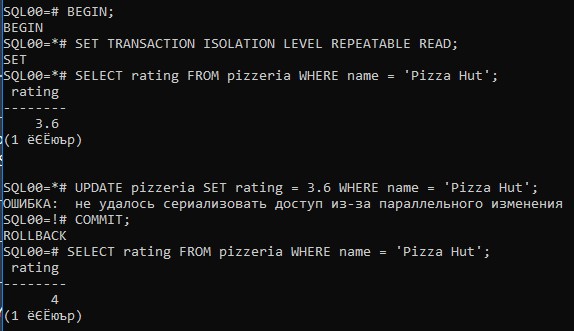 SQL00=# BEGIN;
BEGIN
SQL00=*# SET TRANSACTION ISOLATION LEVEL REPEATABLE READ;
SET
SQL00=*# SELECT rating FROM pizzeria WHERE name = 'Pizza Hut';
 rating
--------
    3.6
(1 ёЄЁюър)

SQL00=*# UPDATE pizzeria SET rating = 3.6 WHERE name = 'Pizza Hut';
ОШИБКА:  не удалось сериализовать доступ из-за параллельного изменения
SQL00=!# COMMIT;
ROLLBACK
SQL00=# SELECT rating FROM pizzeria WHERE name = 'Pizza Hut';
 rating
--------
      4
(1 ёЄЁюър)